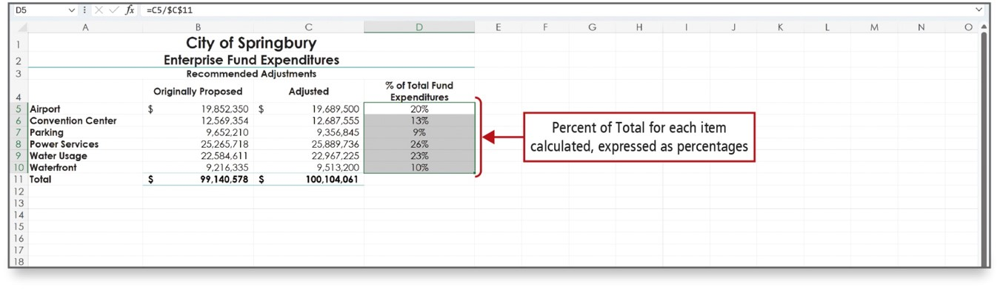 D5 fx =C5/$C$11
A B C D E F G H I J K L M N O
1 City of Springbury
2 Enterprise Fund Expenditures
3 Recommended Adjustments
4 Originally Proposed Adjusted % of Total Fund Expenditures
5 Airport $ 19,852,350 $ 19,689,500 20%
6 Convention Center 12,569,354 12,687,555 13%
7 Parking 9,652,210 9,356,845 9%
8 Power Services 25,265,718 25,889,736 26%
9 Water Usage 22,584,611 22,967,225 23%
10 Waterfront 9,216,335 9,513,200 10%
11 Total $ 99,140,578 $ 100,104,061
12
13
14
15
16
17
18
Percent of Total for each item
calculated, expressed as percentages